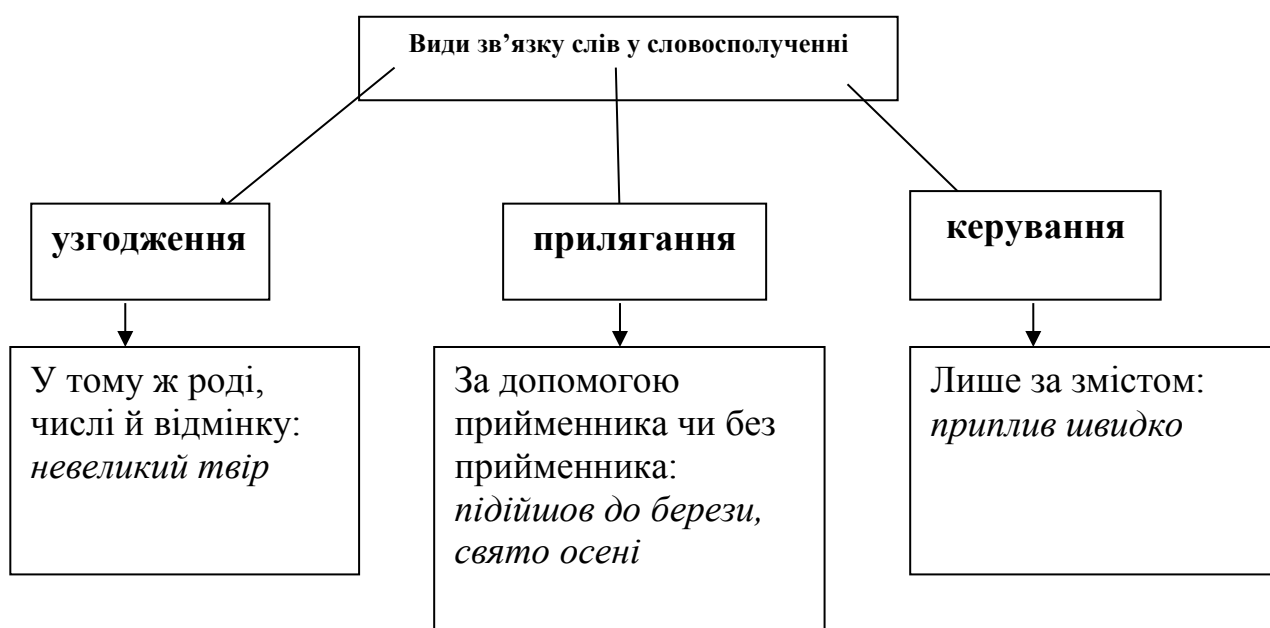 Види зв’язку слів у словосполученні
узгодження
прилягання
керування
У тому ж роді,
числі й відмінку:
невеликий твір
За допомогою
прийменника чи без
прийменника:
підійшов до берези,
свято осені
Лише за змістом:
приплив швидко